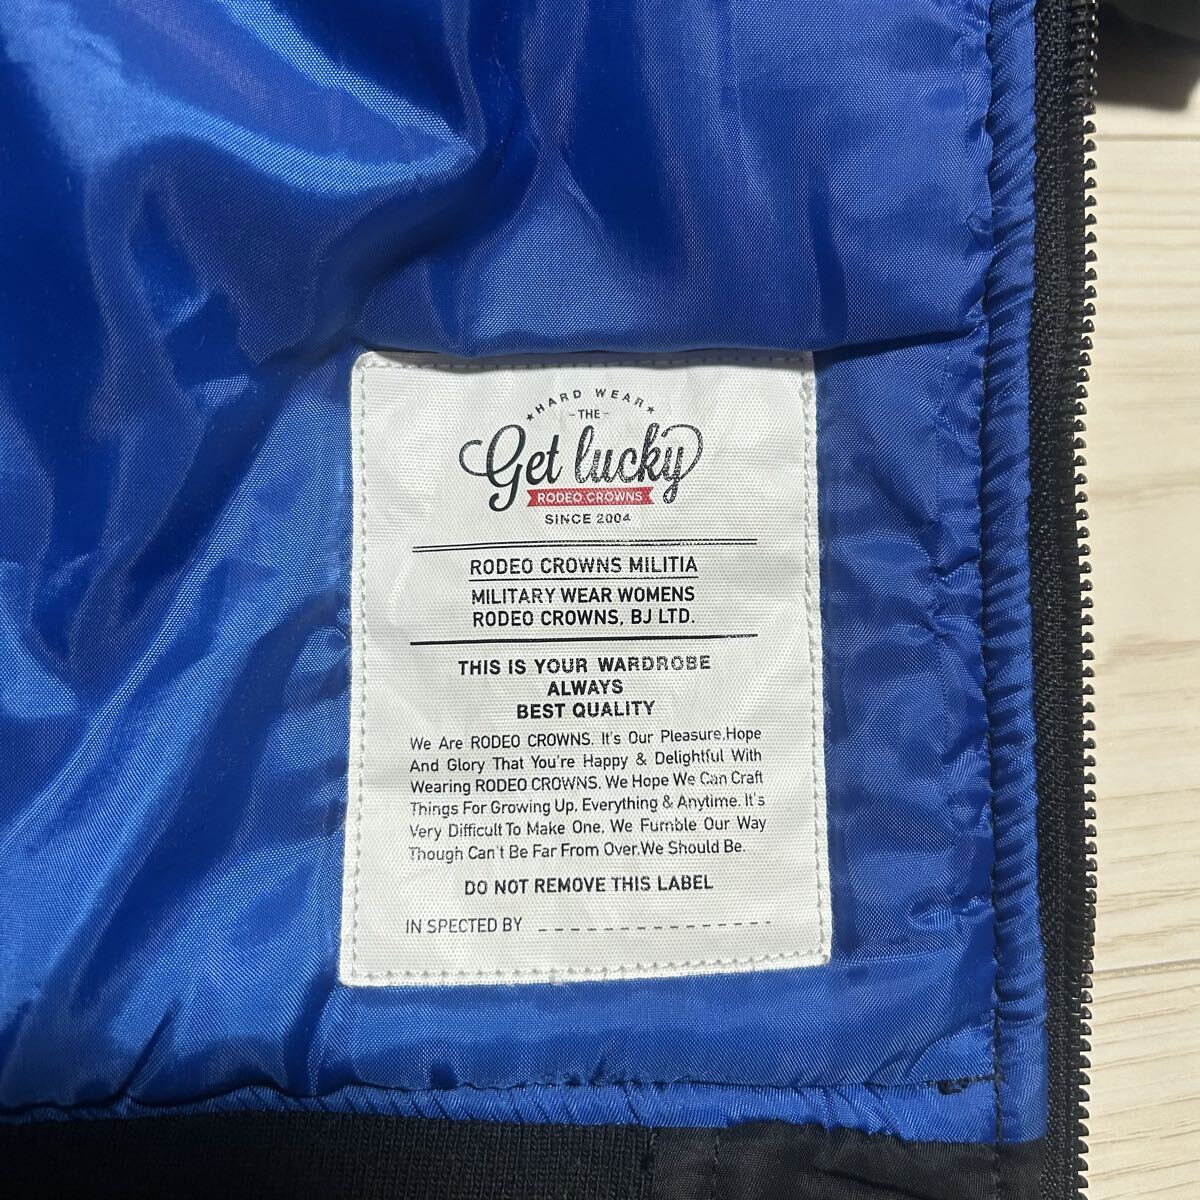 ★HARD WEAR★
-THE-
Get lucky
RODEO CROWNS
SINCE 2004
RODEO CROWNS MILITIA
MILITARY WEAR WOMENS
RODEO CROWNS, BJ LTD.
THIS IS YOUR WARDROBE
ALWAYS
BEST QUALITY
We Are RODEO CROWNS. It's Our Pleasure,Hope
And Glory That You're Happy & Delightful With
Wearing RODEO CROWNS. We Hope We Can Craft
Things For Growing Up, Everything & Anytime. It's
Very Difficult To Make One, We Fumble Our Way
Though Can't Be Far From Over,We Should Be.
DO NOT REMOVE THIS LABEL
IN SPECTED BY _ _ _ _ _ _ _ _ _ _ _ _ _ _ _